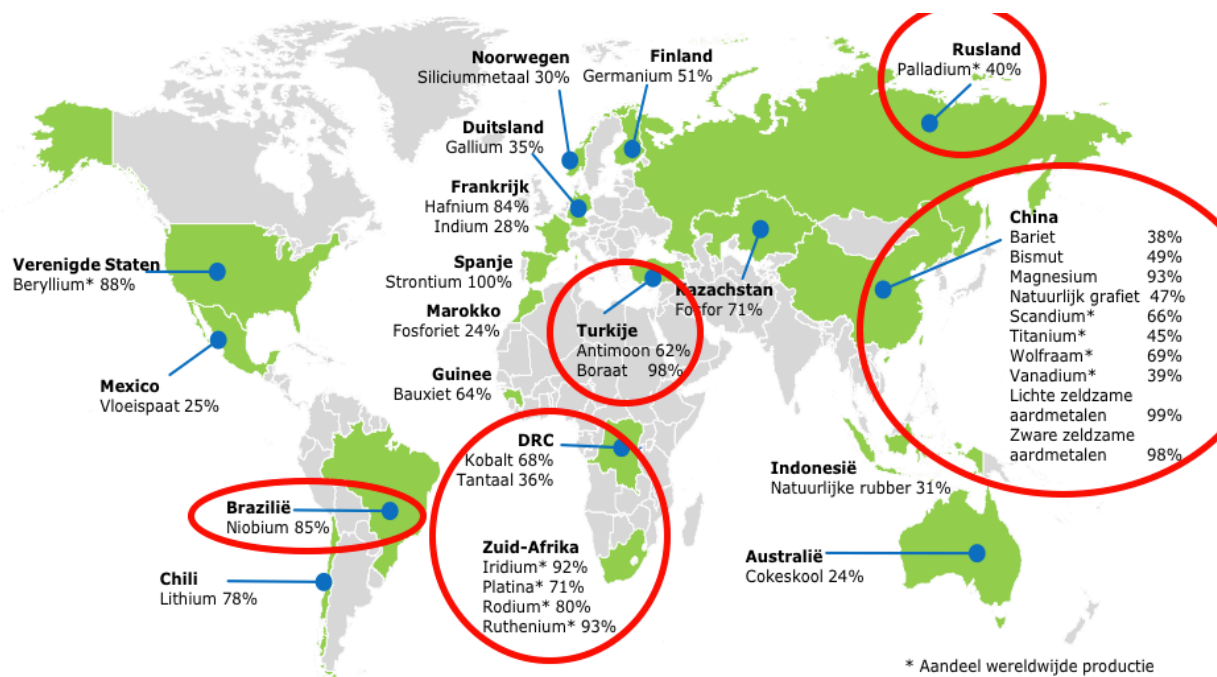 Noorwegen
Siliciummetaal 30%
Finland
Germanium 51%
Rusland
Palladium* 40%
Duitsland
Gallium 35%
Frankrijk
Hafnium 84%
Indium 28%
Verenigde Staten
Beryllium* 88%
Spanje
Strontium 100%
Kazachstan
Fosfor 71%
China
Bariet 38%
Bismut 49%
Magnesium 93%
Natuurlijk grafiet 47%
Scandium* 66%
Titanium* 45%
Wolfraam* 69%
Vanadium* 39%
Lichte zeldzame
aardmetalen 99%
Zware zeldzame
aardmetalen 98%
Marokko
Fosforiet 24%
Turkije
Antimoon 62%
Boraat 98%
Mexico
Vloeispaat 25%
Guinee
Bauxiet 64%
DRC
Kobalt 68%
Tantaal 36%
Indonesië
Natuurlijke rubber 31%
Brazilië
Niobium 85%
Zuid-Afrika
Iridium* 92%
Platina* 71%
Rodium* 80%
Ruthenium* 93%
Australië
Cokeskool 24%
Chili
Lithium 78%
* Aandeel wereldwijde productie